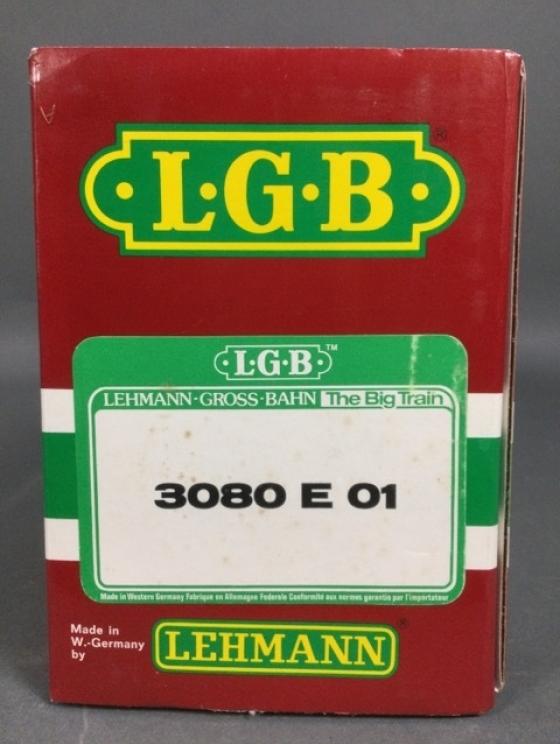 ·L·G·B·®
·L·G·B·™
LEHMANN·GROSS·BAHN The Big Train
3080 E 01
Made in Western Germany Fabriqué en Allemagne Federale Conformité aux normes garantie par l'importateur
Made in
W.-Germany
by
LEHMANN®